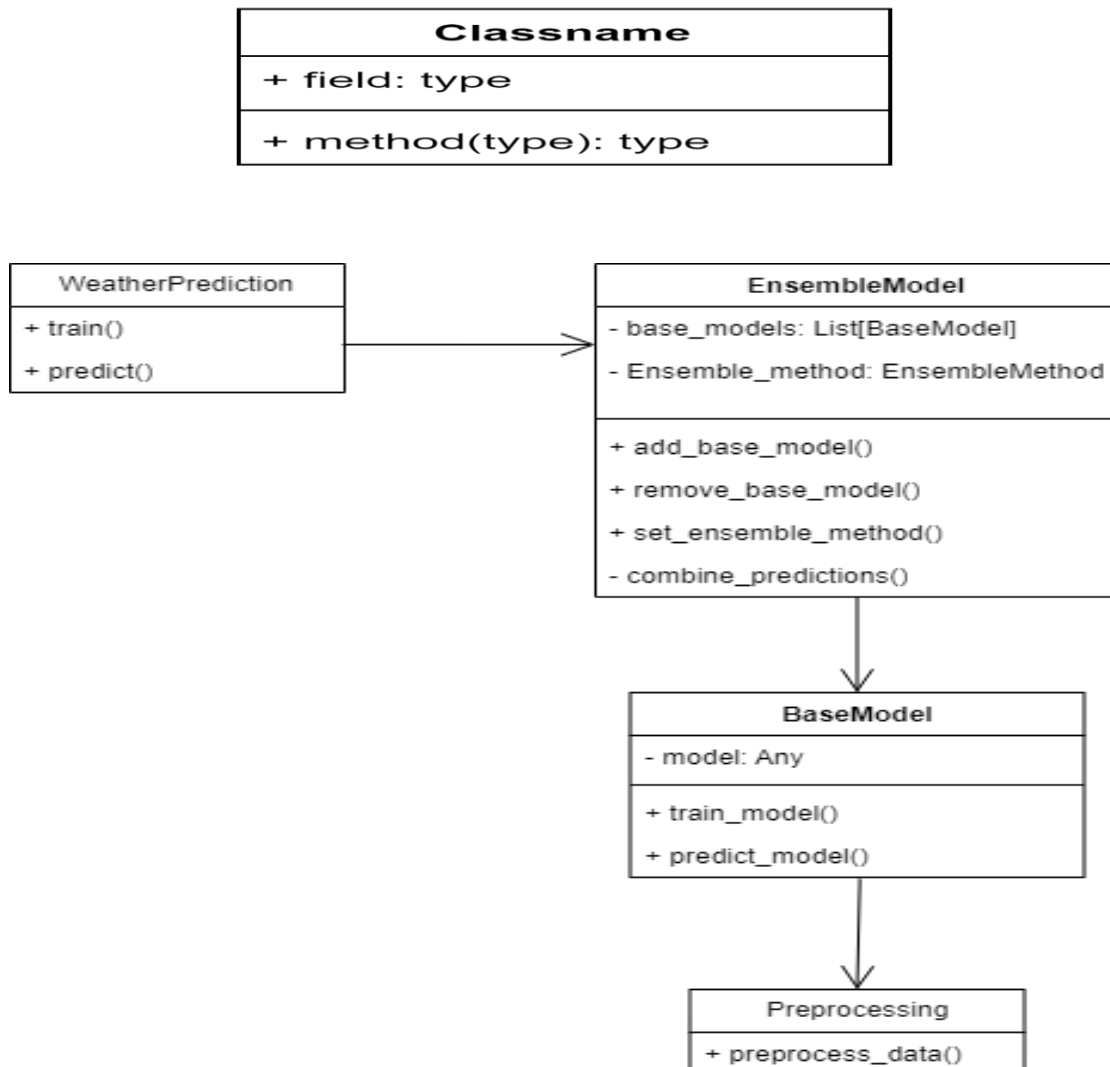 Classname
+ field: type
+ method(type): type
WeatherPrediction
+ train()
+ predict()
EnsembleModel
- base_models: List[BaseModel]
- Ensemble_method: EnsembleMethod
+ add_base_model()
+ remove_base_model()
+ set_ensemble_method()
- combine_predictions()
BaseModel
- model: Any
+ train_model()
+ predict_model()
Preprocessing
+ preprocess_data()